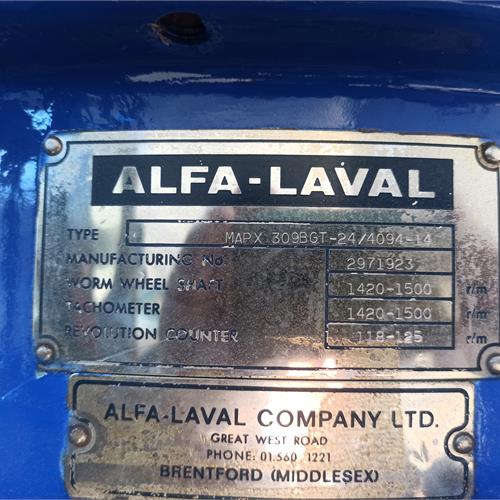 ALFA-LAVAL
TYPE MAPX 309BGT-24/4094-14
MANUFACTURING No 2971923
WORM WHEEL SHAFT 1420-1500 r/m
TACHOMETER 1420-1500 r/m
REVOLUTION COUNTER 118-125 r/m
ALFA-LAVAL COMPANY LTD.
GREAT WEST ROAD
PHONE: 01.560 1221
BRENTFORD (MIDDLESEX)